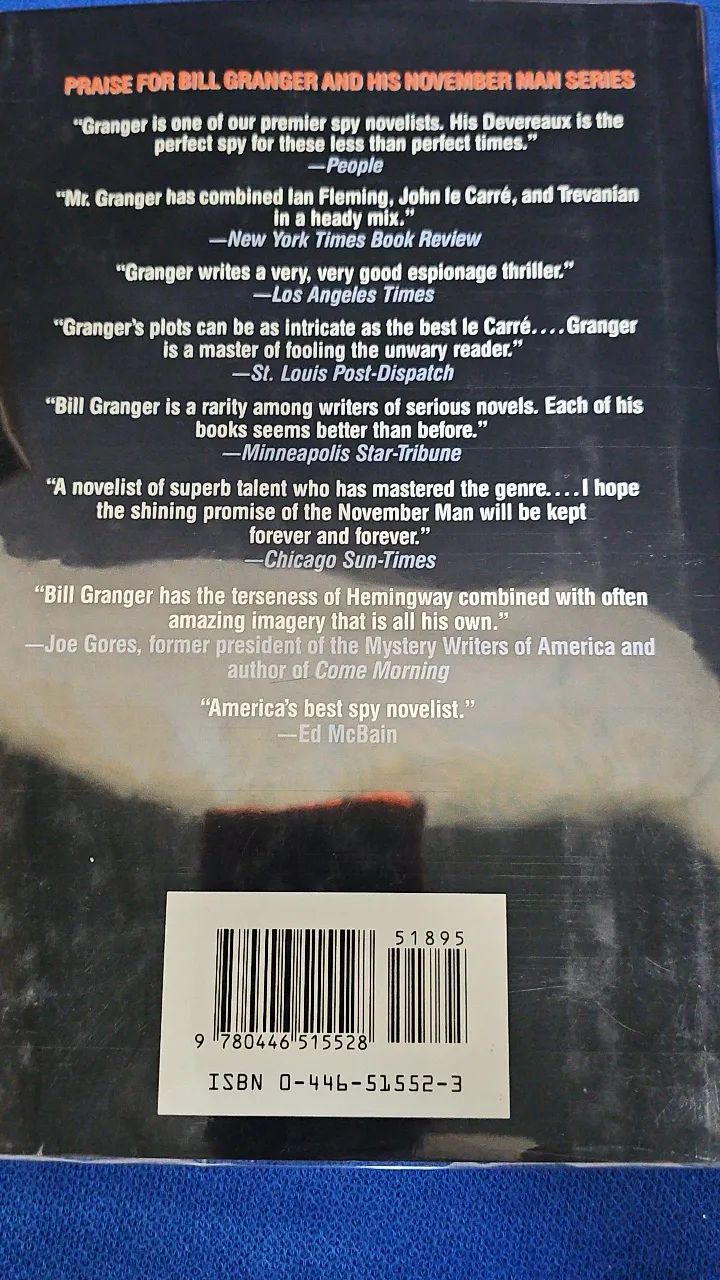 PRAISE FOR BILL GRANGER AND HIS NOVEMBER MAN SERIES
“Granger is one of our premier spy novelists. His Devereaux is the
perfect spy for these less than perfect times.”
—People
“Mr. Granger has combined Ian Fleming, John le Carré, and Trevanian
in a heady mix.”
—New York Times Book Review
“Granger writes a very, very good espionage thriller.”
—Los Angeles Times
“Granger’s plots can be as intricate as the best le Carré....Granger
is a master of fooling the unwary reader.”
—St. Louis Post-Dispatch
“Bill Granger is a rarity among writers of serious novels. Each of his
books seems better than before.”
—Minneapolis Star-Tribune
“A novelist of superb talent who has mastered the genre....I hope
the shining promise of the November Man will be kept
forever and forever.”
—Chicago Sun-Times
“Bill Granger has the terseness of Hemingway combined with often
amazing imagery that is all his own.”
—Joe Gores, former president of the Mystery Writers of America and
author of Come Morning
“America’s best spy novelist.”
—Ed McBain
51895
9 780446 515528
ISBN 0-446-51552-3